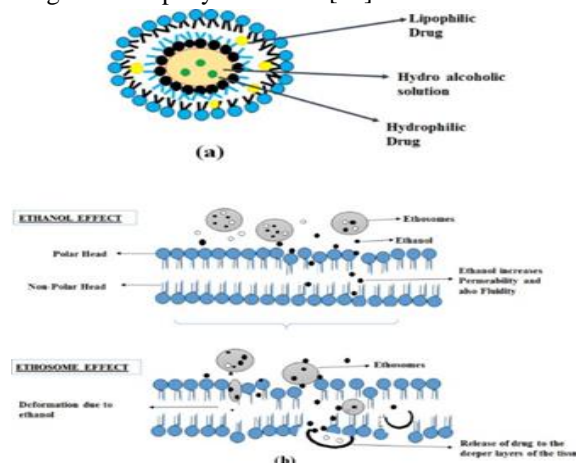 Lipophilic
Drug
Hydro alcoholic
solution
Hydrophilic
Drug
(a)
ETHANOL EFFECT
Ethosomes
Ethanol
Polar Head
Non-Polar Head
Ethanol increases
Permeability and
also Fluidity
ETHOSOME EFFECT
Ethosomes
Deformation due to
ethanol
Release of drug to the
deeper layers of the tissu
(b)